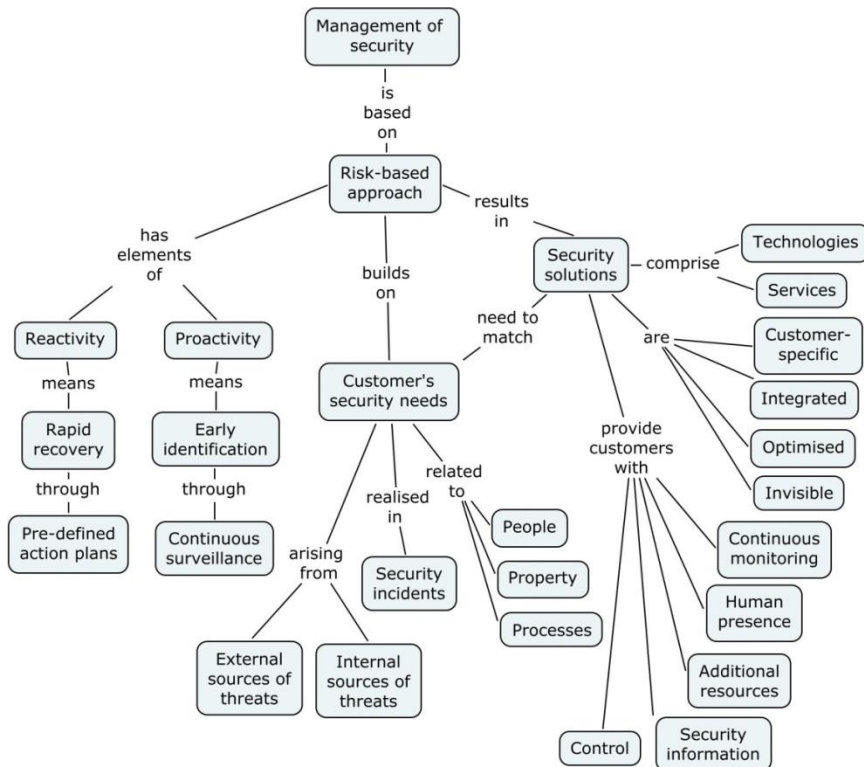 Management of
security
is
based
on
Risk-based
approach
results
in
has
elements
of
builds
on
Security
solutions
comprise
Technologies
Services
need to
match
are
Customer-
specific
Integrated
Optimised
Invisible
Reactivity
Proactivity
means
means
Customer's
security needs
Rapid
recovery
Early
identification
through
through
Pre-defined
action plans
Continuous
surveillance
provide
customers
with
related
to
realised
in
arising
from
People
Property
Processes
Security
incidents
External
sources of
threats
Internal
sources of
threats
Continuous
monitoring
Human
presence
Additional
resources
Security
information
Control